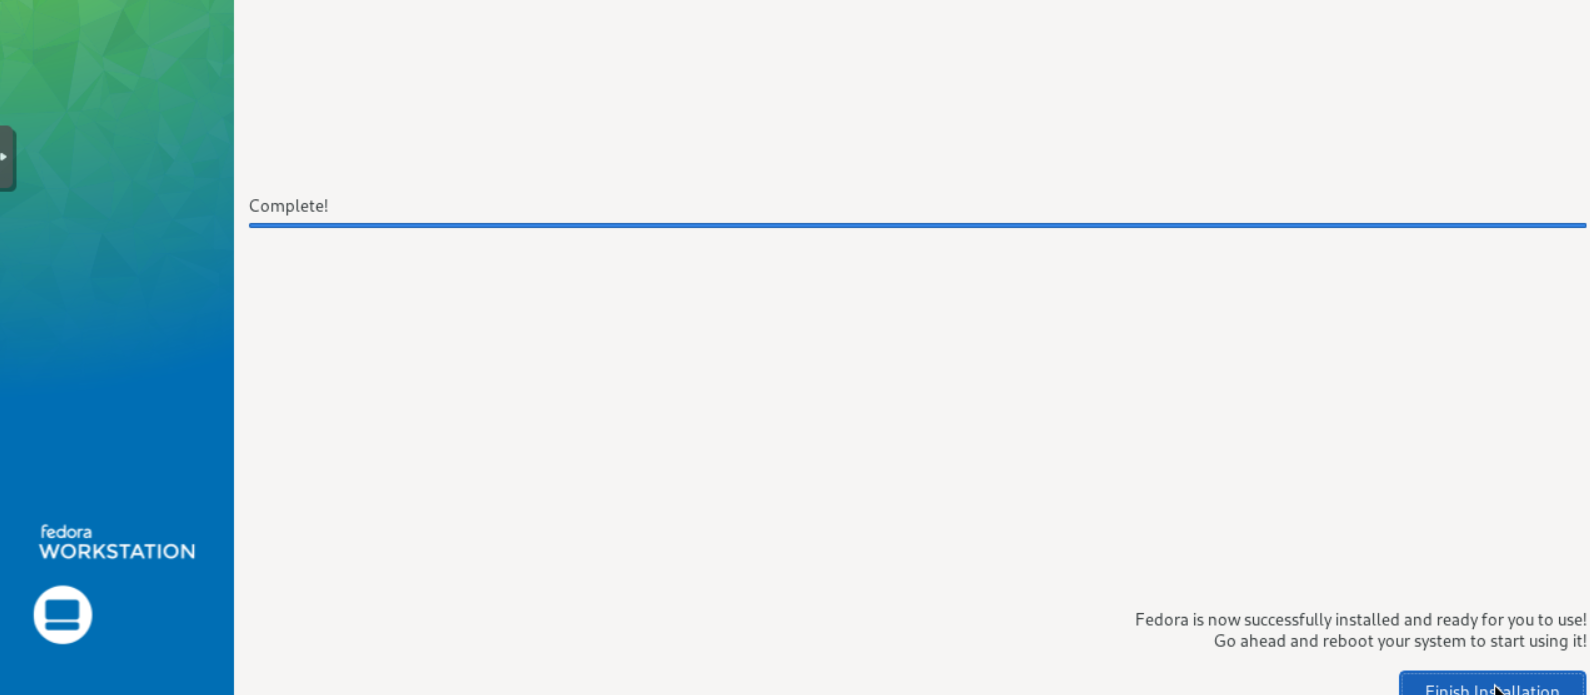 Complete!
fedora
WORKSTATION
Fedora is now successfully installed and ready for you to use!
Go ahead and reboot your system to start using it!
Finish Installation